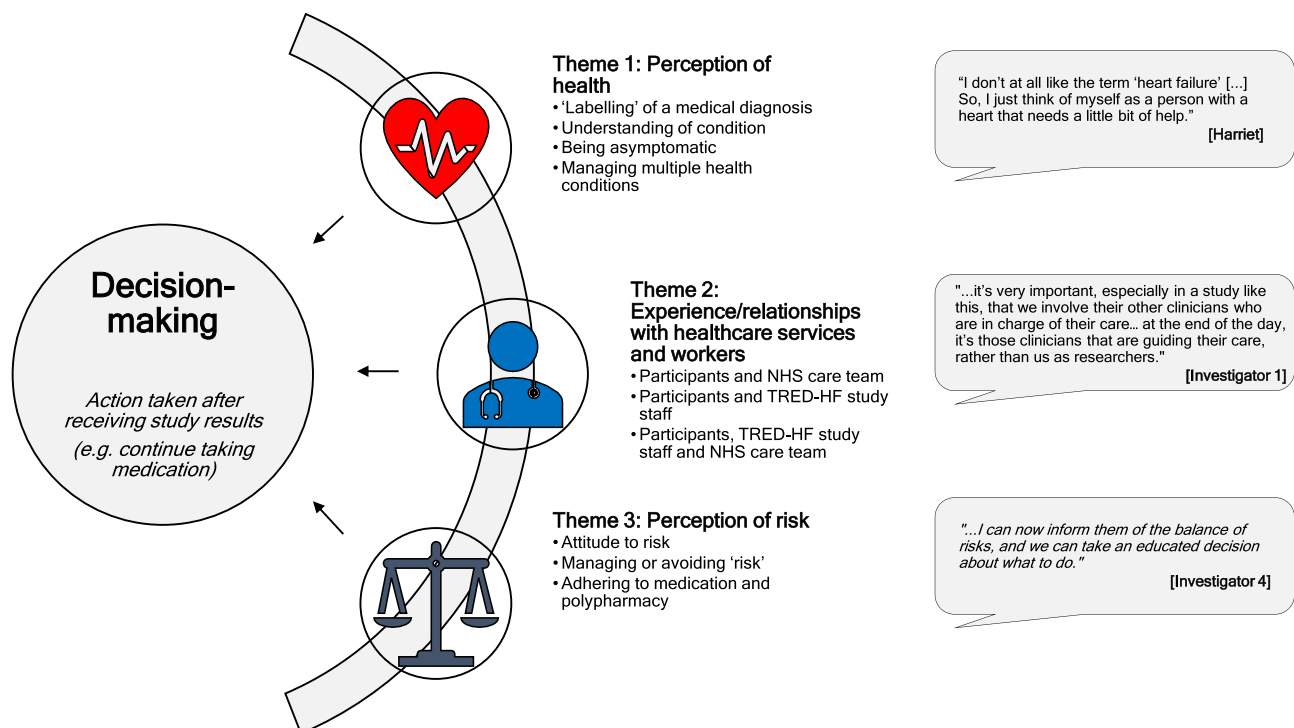 Decision-
making
Action taken after
receiving study results
(e.g. continue taking
medication)
Theme 1: Perception of
health
• ‘Labelling’ of a medical diagnosis
• Understanding of condition
• Being asymptomatic
• Managing multiple health
conditions
“I don’t at all like the term ‘heart failure’ [...]
So, I just think of myself as a person with a
heart that needs a little bit of help.”
[Harriet]
Theme 2:
Experience/relationships
with healthcare services
and workers
• Participants and NHS care team
• Participants and TRED-HF study
staff
• Participants, TRED-HF study
staff and NHS care team
"...it’s very important, especially in a study like
this, that we involve their other clinicians who
are in charge of their care… at the end of the day,
it’s those clinicians that are guiding their care,
rather than us as researchers."
[Investigator 1]
Theme 3: Perception of risk
• Attitude to risk
• Managing or avoiding ‘risk’
• Adhering to medication and
polypharmacy
"...I can now inform them of the balance of
risks, and we can take an educated decision
about what to do."
[Investigator 4]